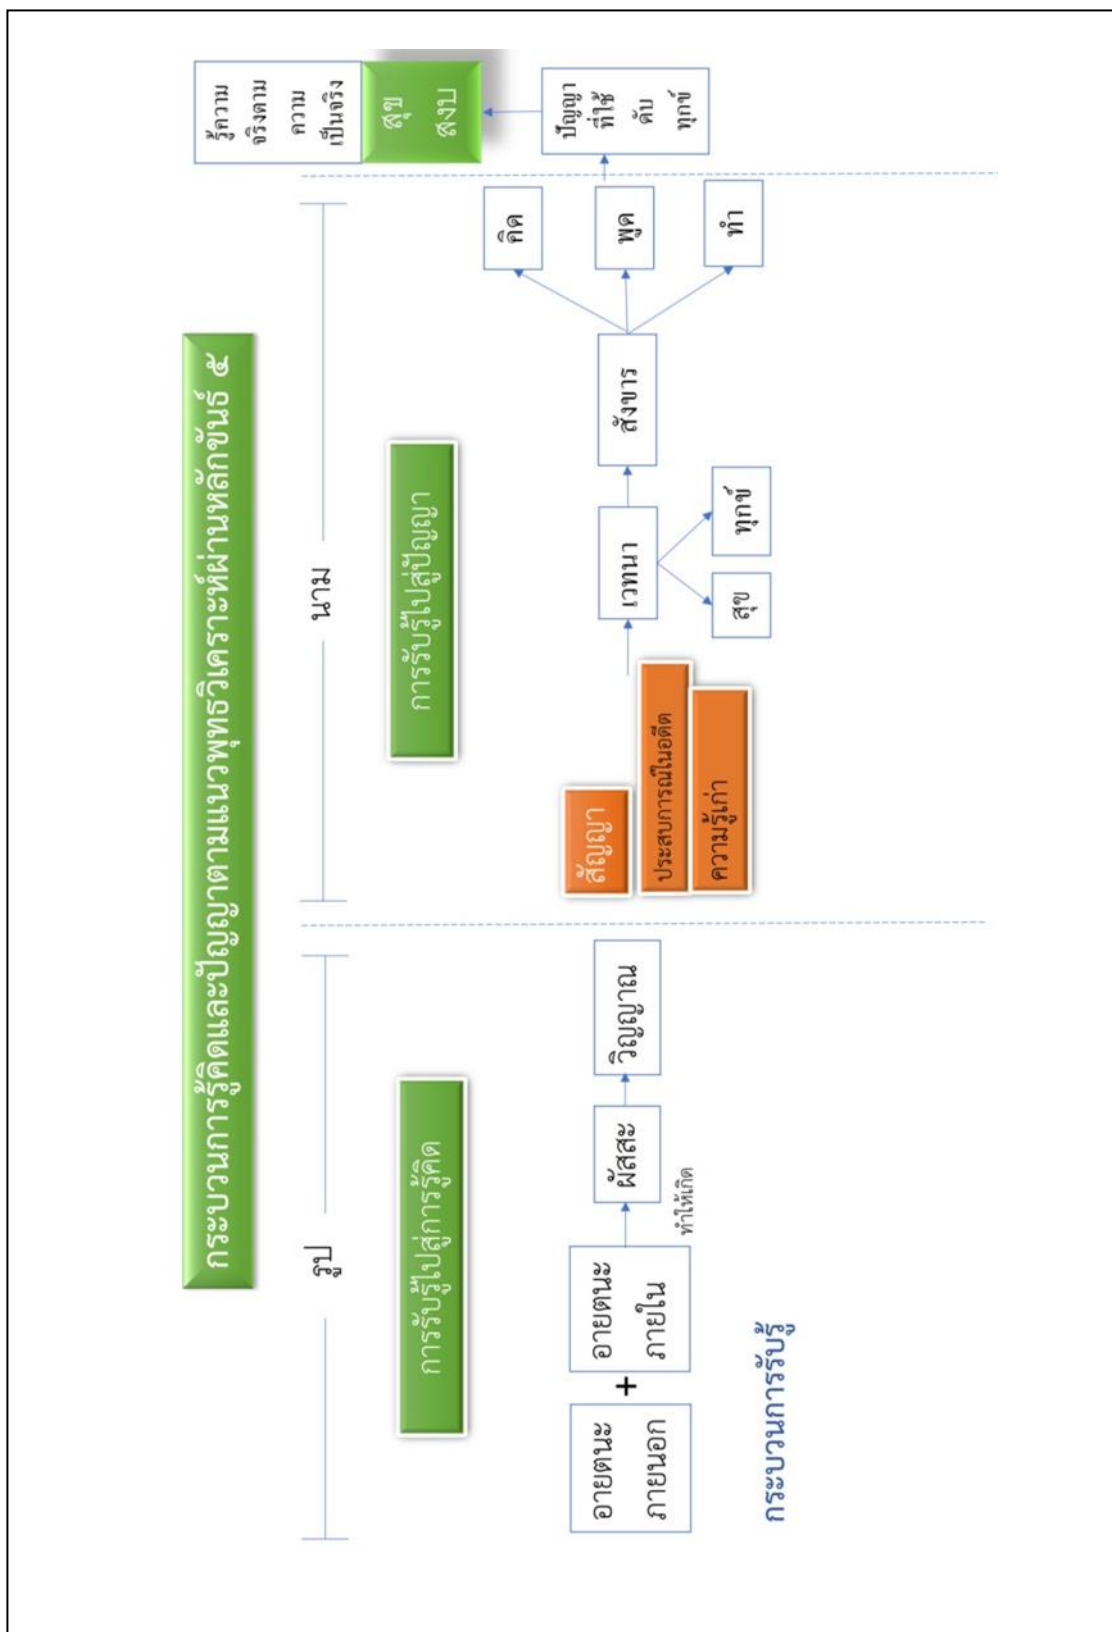 กระบวนการรู้คิดและปัญญาตามแนวพุทธวิเคราะห์ผ่านหลักขันธ์ ๕
รูป
นาม
การรับรู้ไปสู่การรู้คิด
การรับรู้ไปสู่ปัญญา
อายตนะ
ภายนอก
+
อายตนะ
ภายใน
ทำให้เกิด
ผัสสะ
วิญญาณ
สัญญา
ประสบการณ์ในอดีต
ความรู้เก่า
เวทนา
สุข
ทุกข์
สังขาร
คิด
พูด
ทำ
ปัญญา
ที่ใช้
ดับ
ทุกข์
สุข
สงบ
รู้ความ
จริงตาม
ความ
เป็นจริง
กระบวนการรับรู้